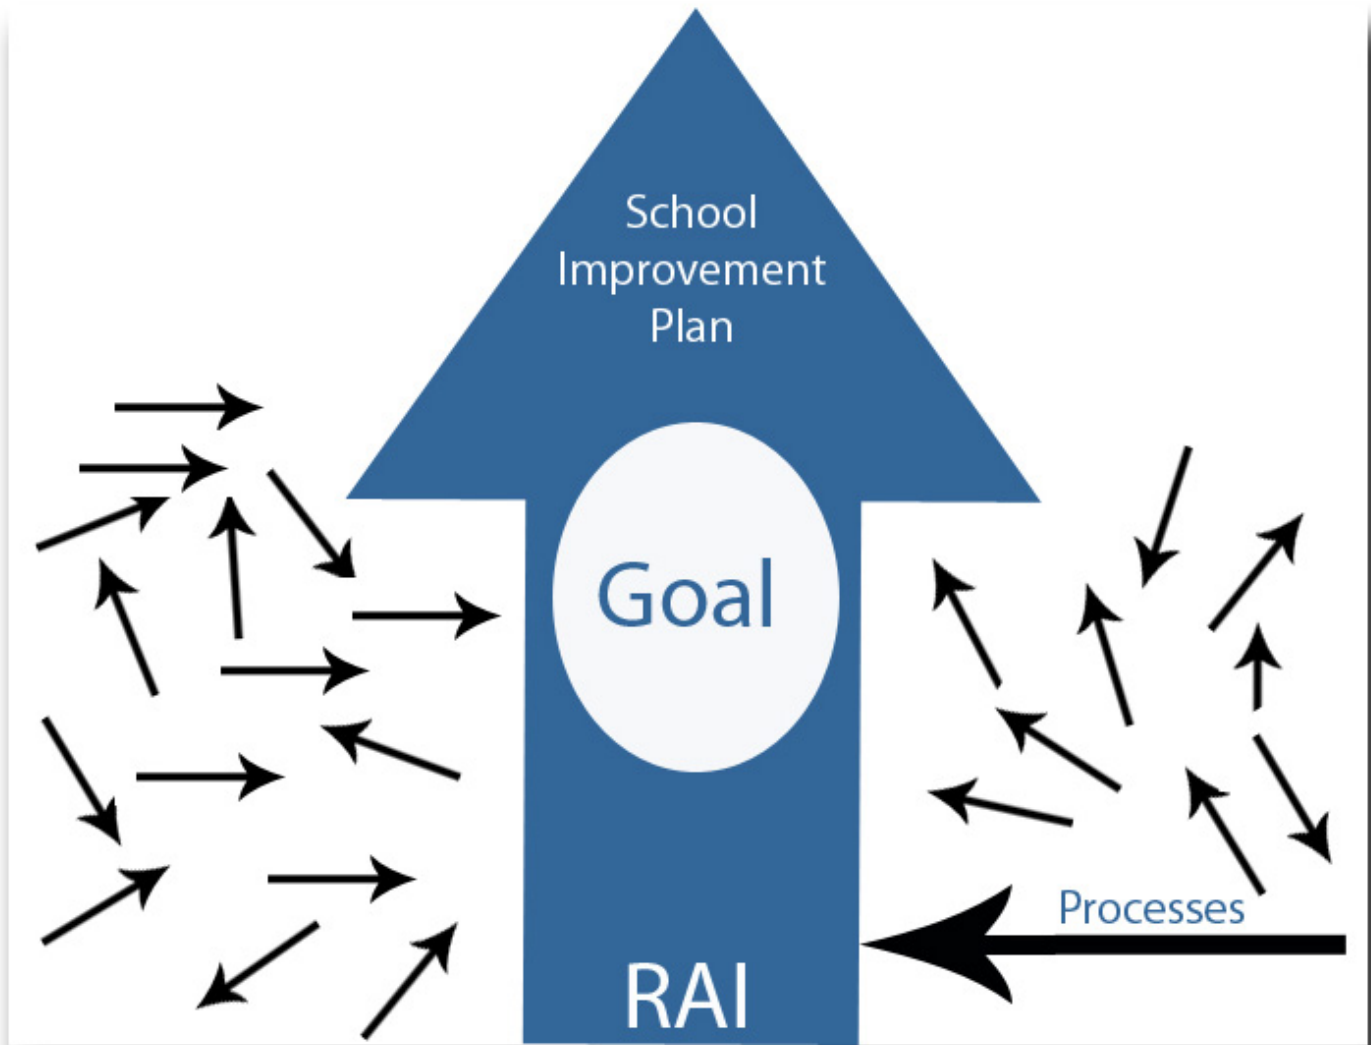 School
Improvement
Plan
Goal
Processes
RAI